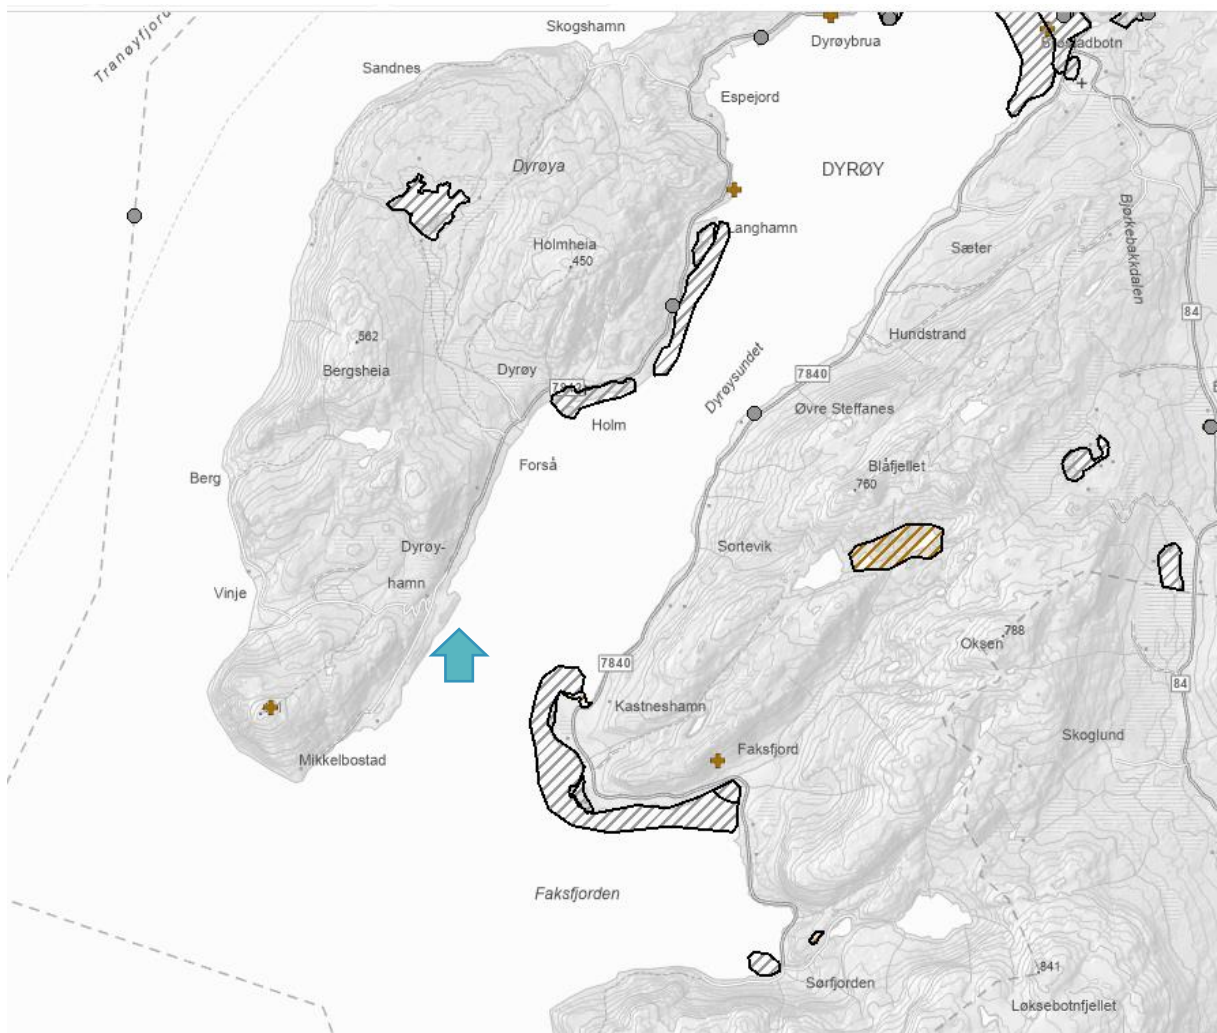 Skogshamn
Tranøyfjord
Dyrøybrua
Sandnes
Espejord
Dyrøya
DYRØY
Bjørkebakkdalen
Langhamn
Holmheia
450
Sæter
84
562
Hundstrand
Bergsheia
Dyrøy
7840
Dyrøysundet
Øvre Steffanes
Holm
Forså
Berg
Blåfjellet
760
Dyrøy-
hamn
Sortevik
Vinje
788
Oksen
7840
84
Kastneshamn
Skoglund
Faksfjord
Mikkelbostad
Faksfjorden
841
Sørfjorden
Løksebotnfjellet